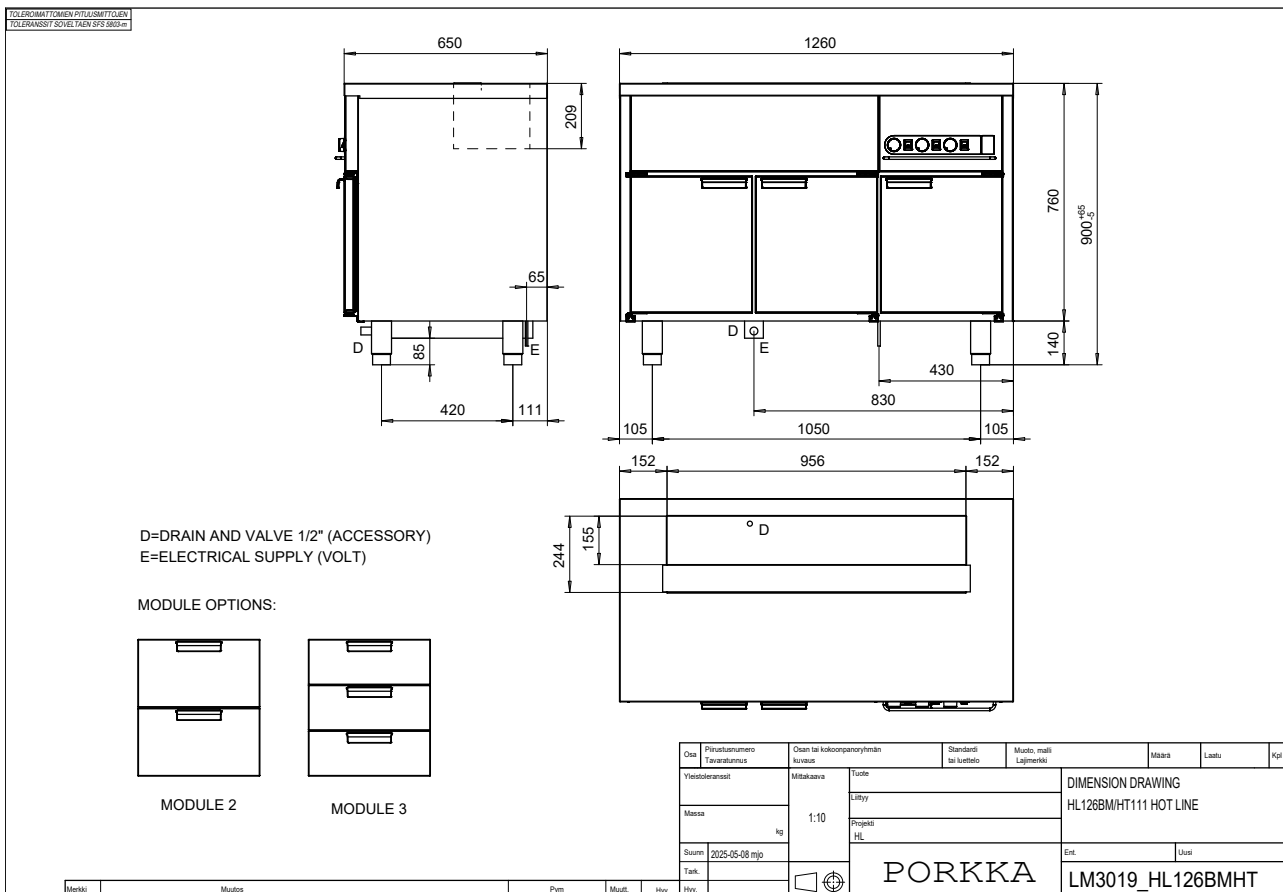 TOLEROIMATTOMIEN PITUUSMITTOJEN
TOLERANSSIT SOVELTAEN SFS 5803-m
650
1260
209
65
760
900 +65 -5
D
85
E
D
E
140
430
420
111
830
105
1050
105
152
956
152
D
155
244
D=DRAIN AND VALVE 1/2" (ACCESSORY)
E=ELECTRICAL SUPPLY (VOLT)
MODULE OPTIONS:
MODULE 2
MODULE 3
Osa
Piirustusnumero
Tavaratunnus
Osan tai kokoonpanoryhmän
kuvaus
Standardi
tai luettelo
Muoto, malli
Lajimerkki
Määrä
Laatu
Kpl
Yleistoleranssit
Mittakaava
1:10
Tuote
Liittyy
Projekti
HL
DIMENSION DRAWING
HL126BM/HT111 HOT LINE
Massa
kg
Suunn
2025-05-08 mjo
Tark.
Hyv.
PORKKA
Ent.
Uusi
LM3019_HL126BMHT
Merkki
Muutos
Pvm
Muutt.
Hyv